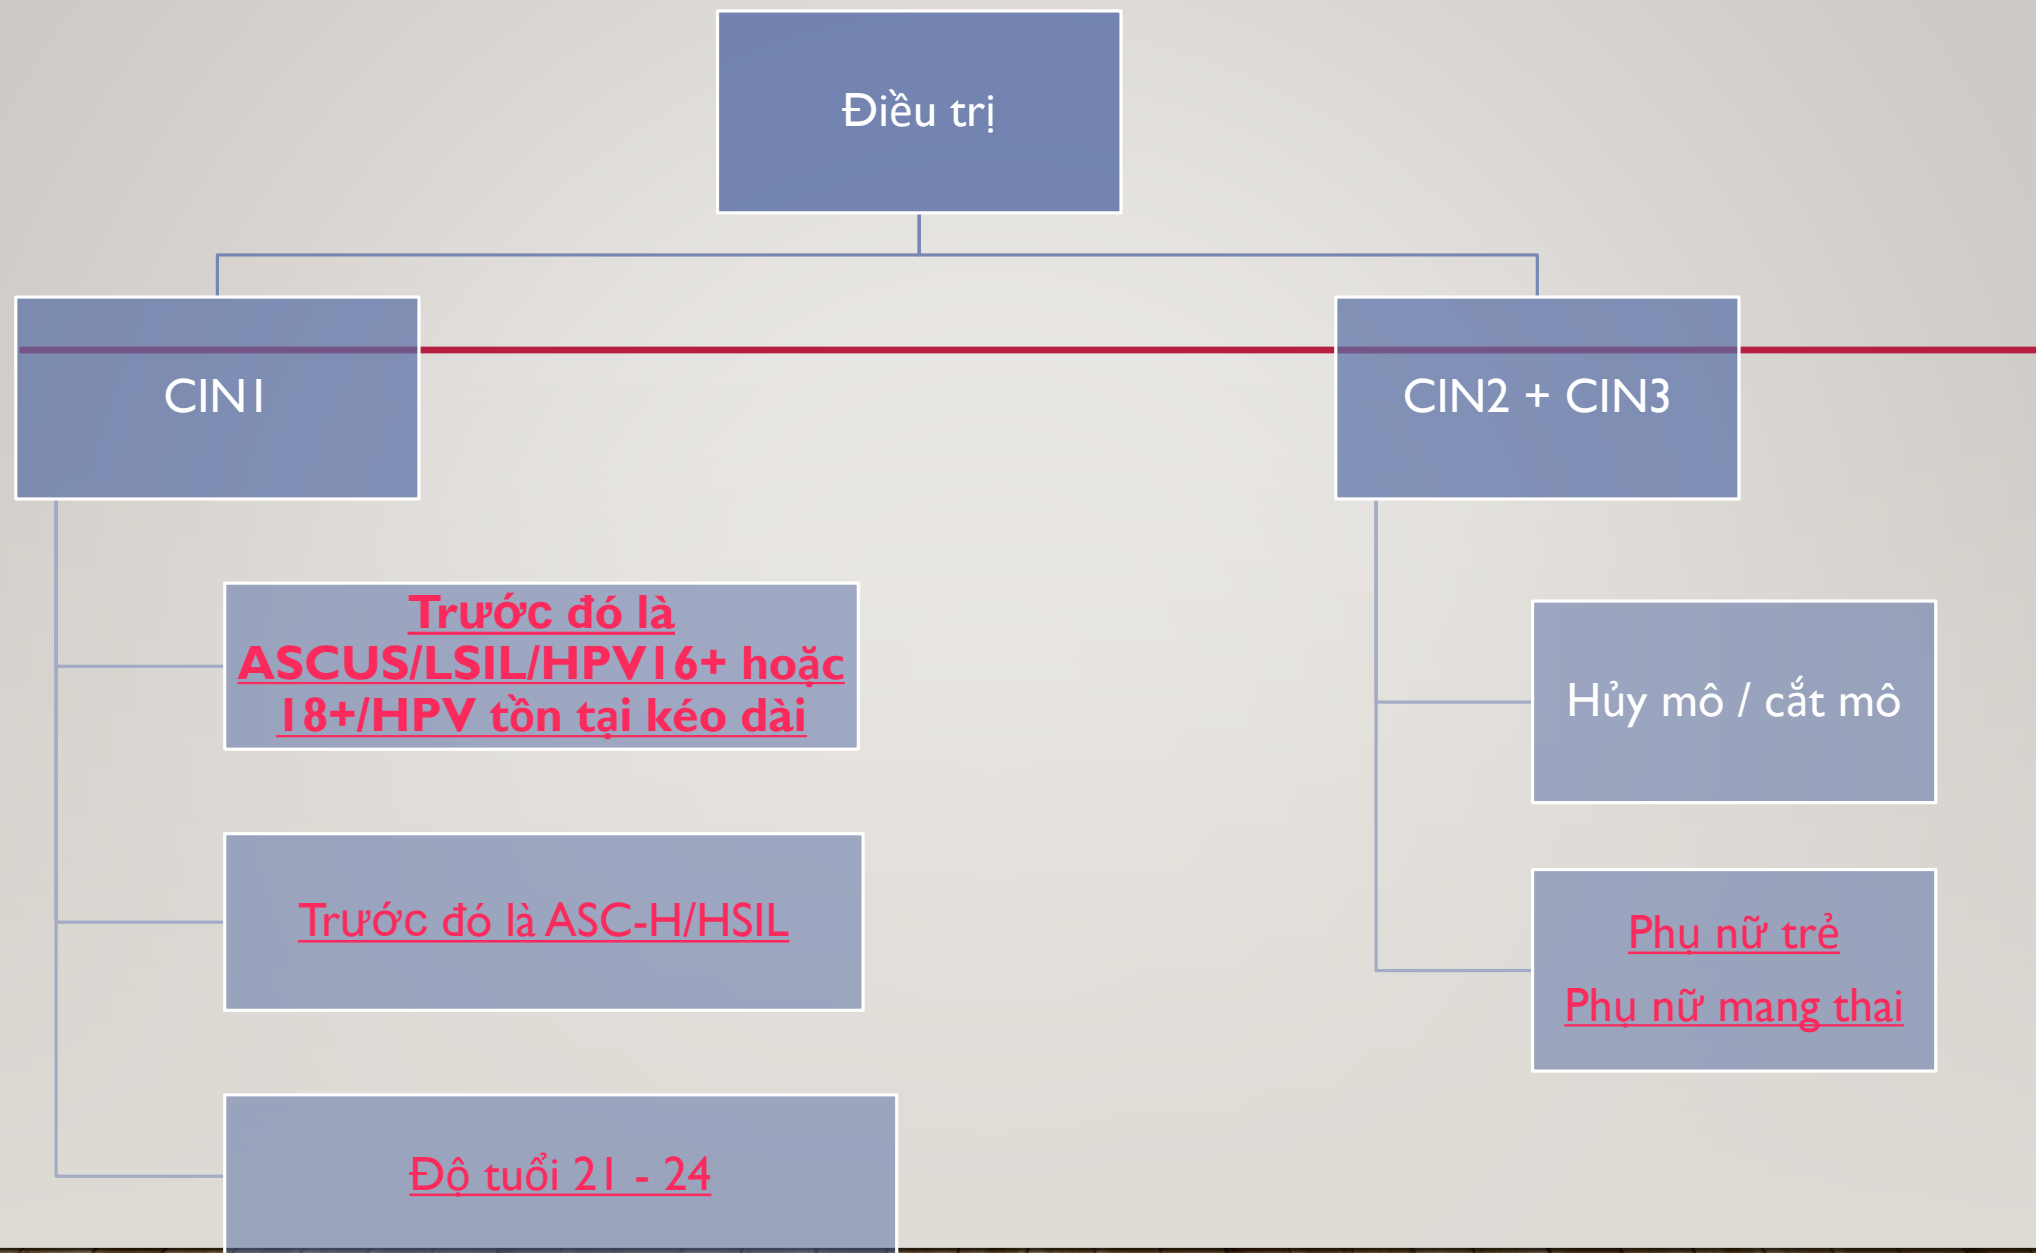 Điều trị
CIN1
CIN2 + CIN3
Trước đó là
ASCUS/LSIL/HPV16+ hoặc
18+/HPV tồn tại kéo dài
Trước đó là ASC-H/HSIL
Độ tuổi 21 - 24
Hủy mô / cắt mô
Phụ nữ trẻ
Phụ nữ mang thai